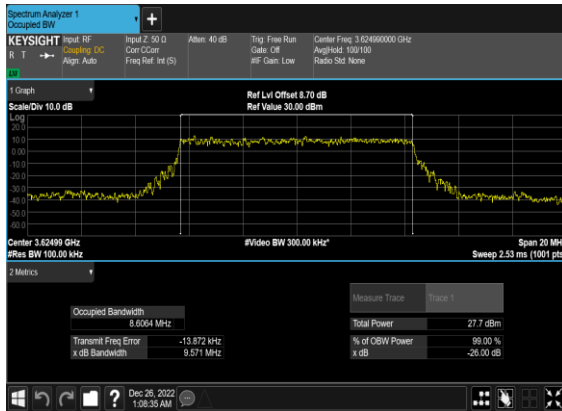 Spectrum Analyzer 1
Occupied BW
+
KEYSIGHT Input: RF Input Z: 50 Ω Atten: 40 dB Trig: Free Run Center Freq: 3.624990000 GHz
R T Coupling: DC Corr CCorr Gate: Off Avg|Hold: 100/100
Align: Auto Freq Ref: Int (S) #IF Gain: Low Radio Std: None
LXI
1 Graph Ref Lvl Offset 8.70 dB
Scale/Div 10.0 dB Ref Value 30.00 dBm
Log
20.0
10.0
0.00
-10.0
-20.0
-30.0
-40.0
-50.0
-60.0
Center 3.62499 GHz #Video BW 300.00 kHz* Span 20 MH
#Res BW 100.00 kHz Sweep 2.53 ms (1001 pts
2 Metrics
Measure Trace Trace 1
Occupied Bandwidth
8.6064 MHz Total Power 27.7 dBm
Transmit Freq Error -13.872 kHz % of OBW Power 99.00 %
x dB Bandwidth 9.571 MHz x dB -26.00 dB
? Dec 26, 2022
1:08:35 AM